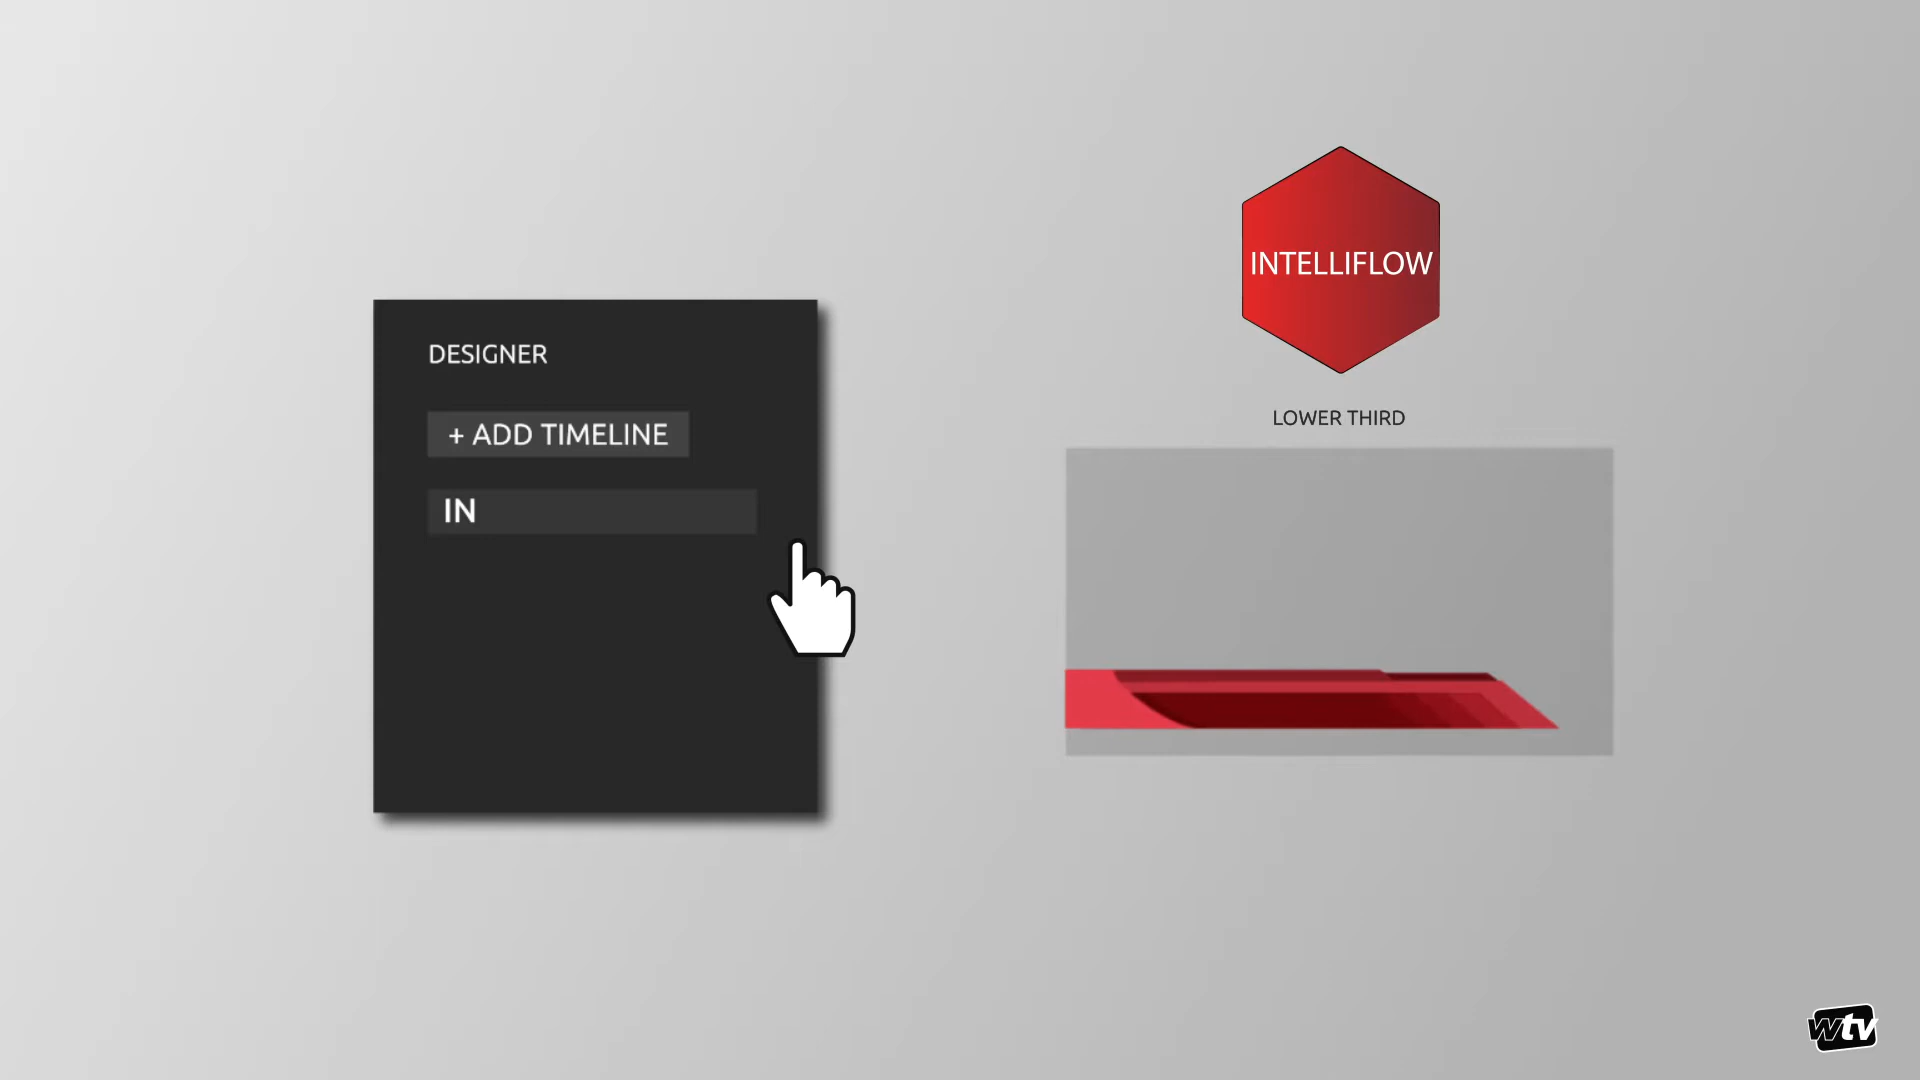 DESIGNER
+ ADD TIMELINE
IN
INTELLIFLOW
LOWER THIRD
wtv